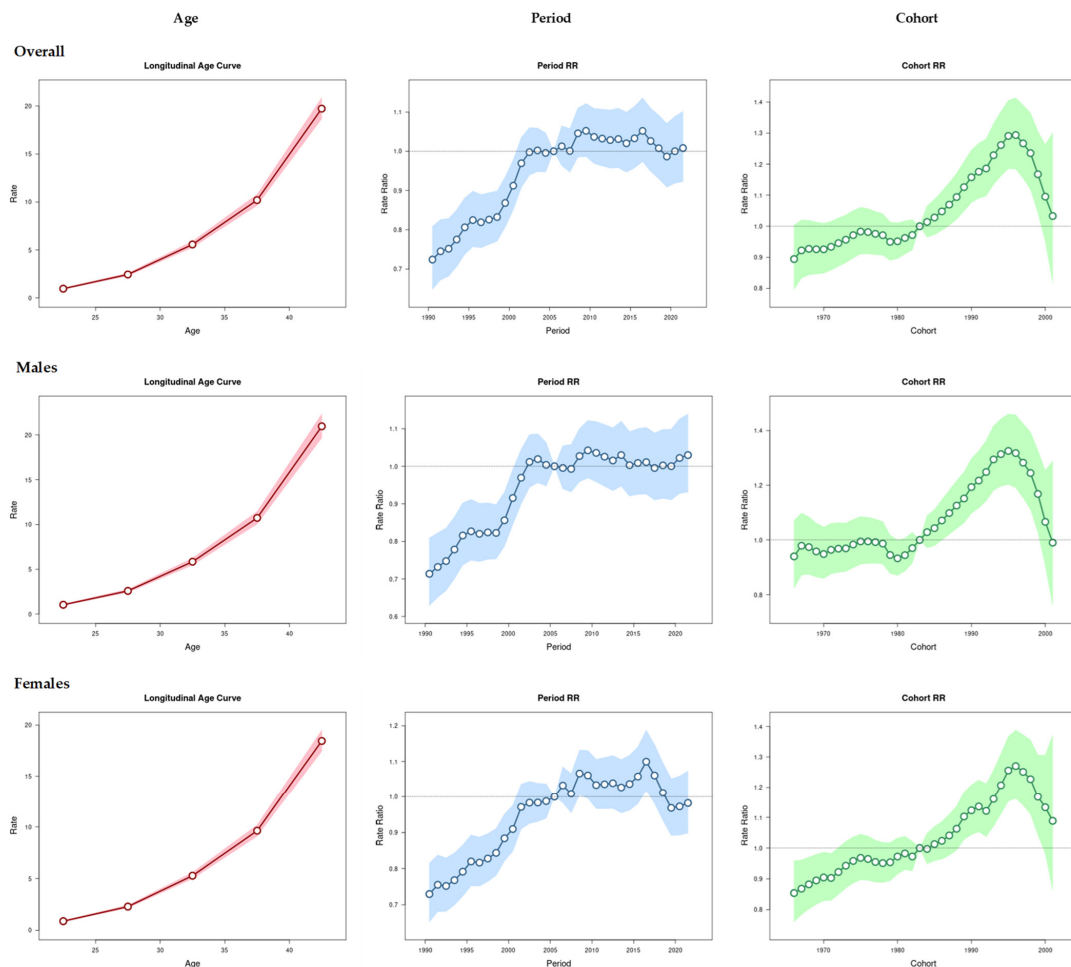 Age Period Cohort
Overall
Longitudinal Age Curve Period RR Cohort RR
Rate
20
15
10
5
0
25 30 35 40
Age
Rate Ratio
1.1
1.0
0.9
0.8
0.7
1990 1995 2000 2005 2010 2015 2020
Period
Rate Ratio
1.4
1.3
1.2
1.1
1.0
0.9
0.8
1970 1980 1990 2000
Cohort
Males
Longitudinal Age Curve Period RR Cohort RR
Rate
20
15
10
5
0
25 30 35 40
Age
Rate Ratio
1.1
1.0
0.9
0.8
0.7
0.6
1990 1995 2000 2005 2010 2015 2020
Period
Rate Ratio
1.4
1.2
1.0
0.8
1970 1980 1990 2000
Cohort
Females
Longitudinal Age Curve Period RR Cohort RR
Rate
20
15
10
5
0
25 30 35 40
Age
Rate Ratio
1.2
1.1
1.0
0.9
0.8
0.7
1990 1995 2000 2005 2010 2015 2020
Period
Rate Ratio
1.4
1.3
1.2
1.1
1.0
0.9
0.8
1970 1980 1990 2000
Cohort